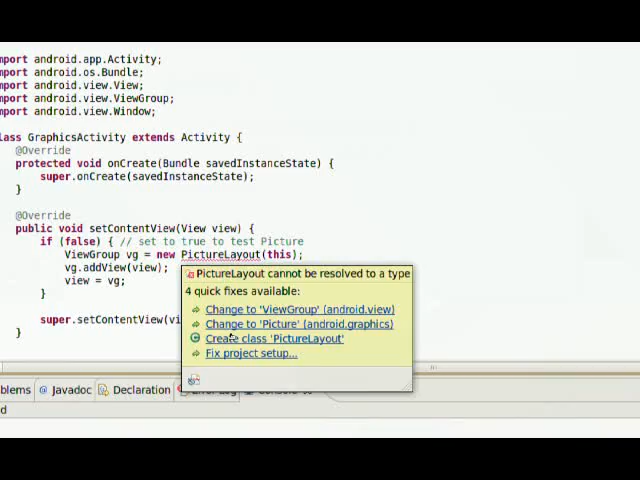 mport android.app.Activity;
mport android.os.Bundle;
mport android.view.View;
mport android.view.ViewGroup;
mport android.view.Window;
lass GraphicsActivity extends Activity {
@Override
protected void onCreate(Bundle savedInstanceState) {
super.onCreate(savedInstanceState);
}
@Override
public void setContentView(View view) {
if (false) { // set to true to test Picture
ViewGroup vg = new PictureLayout(this);
vg.addView(view);
view = vg;
}
super.setContentView(vi
}
PictureLayout cannot be resolved to a type
4 quick fixes available:
Change to 'ViewGroup' (android.view)
Change to 'Picture' (android.graphics)
Create class 'PictureLayout'
Fix project setup...
blems @ Javadoc Declaration Error Log Console
d